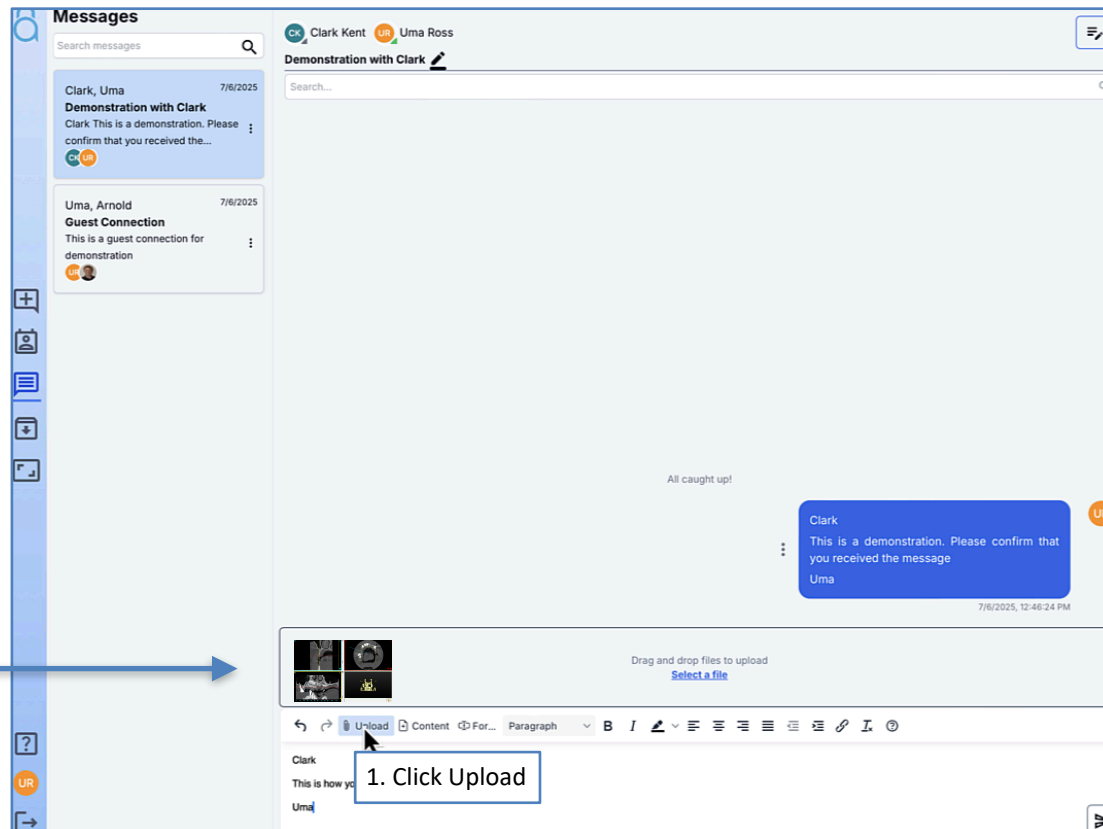 Messages
Search messages
Clark, Uma 7/6/2025
Demonstration with Clark
Clark This is a demonstration. Please
confirm that you received the...
CK UR
Uma, Arnold 7/6/2025
Guest Connection
This is a guest connection for
demonstration
UR
CK Clark Kent UR Uma Ross
Demonstration with Clark
Search...
All caught up!
Clark
This is a demonstration. Please confirm that
you received the message
Uma
7/6/2025, 12:46:24 PM
Drag and drop files to upload
Select a file
Upload Content For... Paragraph B I
Clark
This is how
Uma
1. Click Upload
UR